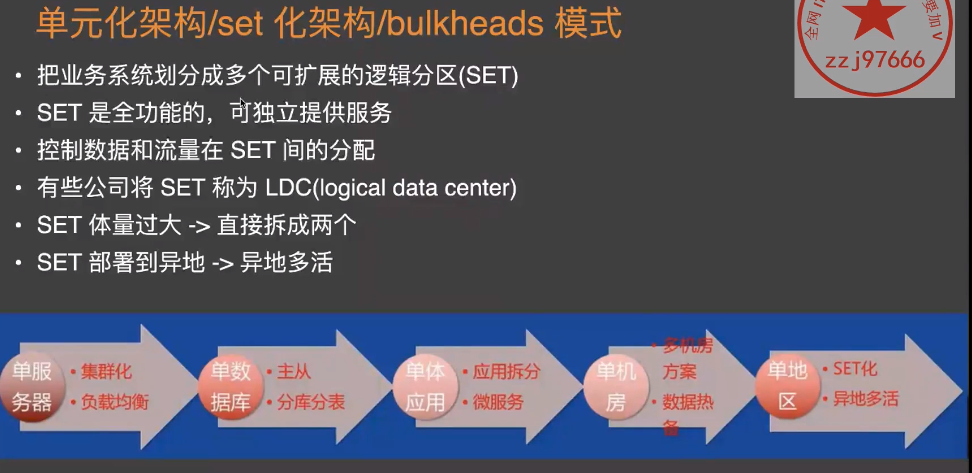 单元化架构/set 化架构/bulkheads 模式
全网
要加V
zzj97666
• 把业务系统划分成多个可扩展的逻辑分区(SET)
• SET 是全功能的，可独立提供服务
• 控制数据和流量在 SET 间的分配
• 有些公司将 SET 称为 LDC(logical data center)
• SET 体量过大 -> 直接拆成两个
• SET 部署到异地 -> 异地多活
单服
务器
• 集群化
• 负载均衡
单数
据库
• 主从
• 分库分表
单体
应用
• 应用拆分
• 微服务
单机
房
• 多机房
方案
• 数据热
备
单地
区
• SET化
• 异地多活